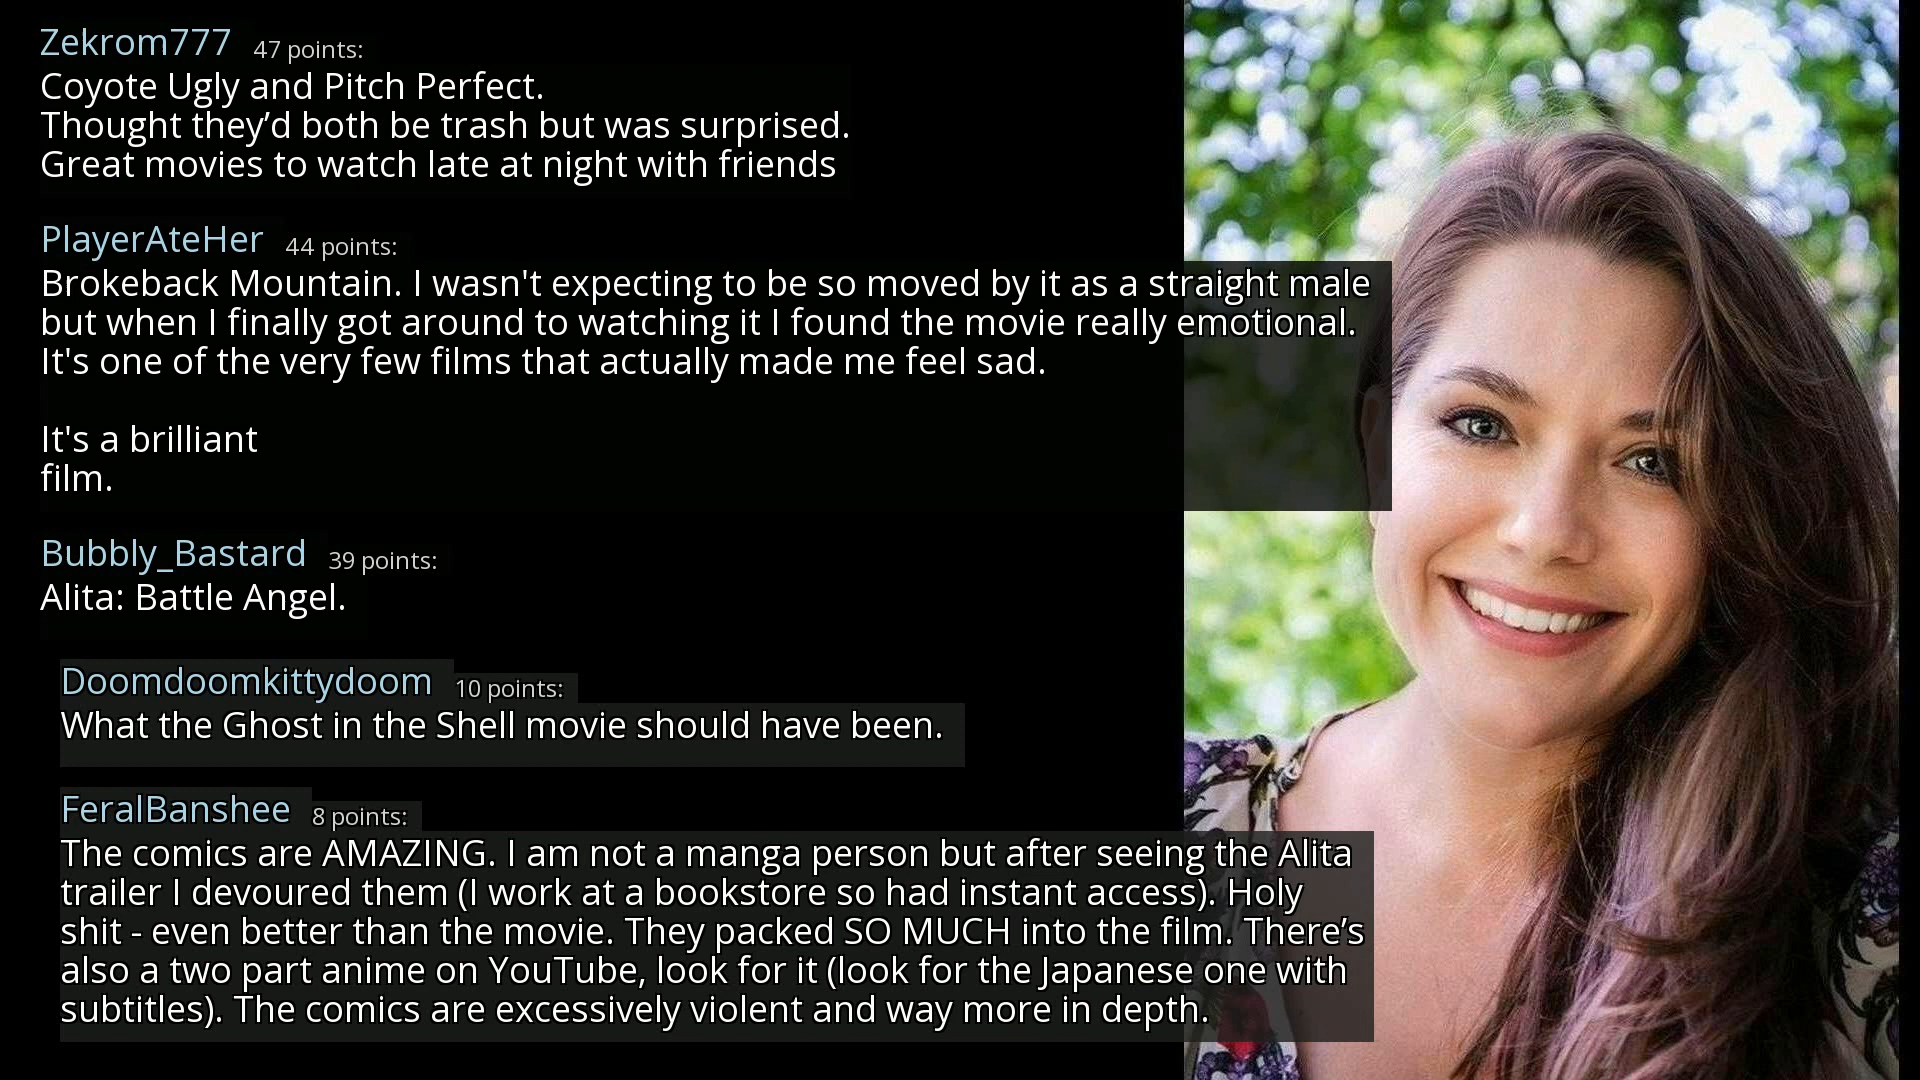 Zekrom777 47 points:
Coyote Ugly and Pitch Perfect.
Thought they’d both be trash but was surprised.
Great movies to watch late at night with friends
PlayerAteHer 44 points:
Brokeback Mountain. I wasn't expecting to be so moved by it as a straight male
but when I finally got around to watching it I found the movie really emotional.
It's one of the very few films that actually made me feel sad.
It's a brilliant
film.
Bubbly_Bastard 39 points:
Alita: Battle Angel.
Doomdoomkittydoom 10 points:
What the Ghost in the Shell movie should have been.
FeralBanshee 8 points:
The comics are AMAZING. I am not a manga person but after seeing the Alita
trailer I devoured them (I work at a bookstore so had instant access). Holy
shit - even better than the movie. They packed SO MUCH into the film. There’s
also a two part anime on YouTube, look for it (look for the Japanese one with
subtitles). The comics are excessively violent and way more in depth.